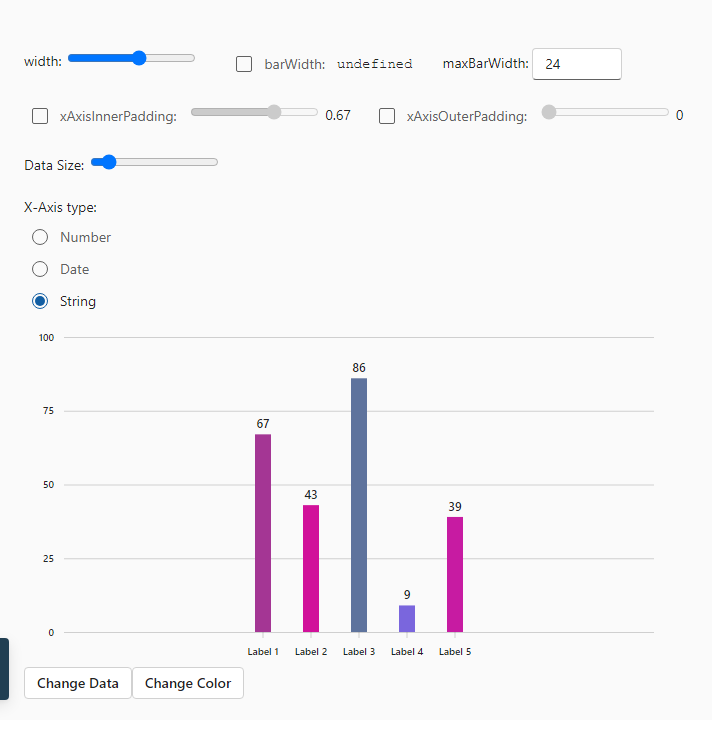 width: barWidth: undefined maxBarWidth: 24
xAxisInnerPadding: 0.67 xAxisOuterPadding: 0
Data Size:
X-Axis type:
Number
Date
String
100
86
75
67
50
43
39
25
9
0
Label 1 Label 2 Label 3 Label 4 Label 5
Change Data Change Color